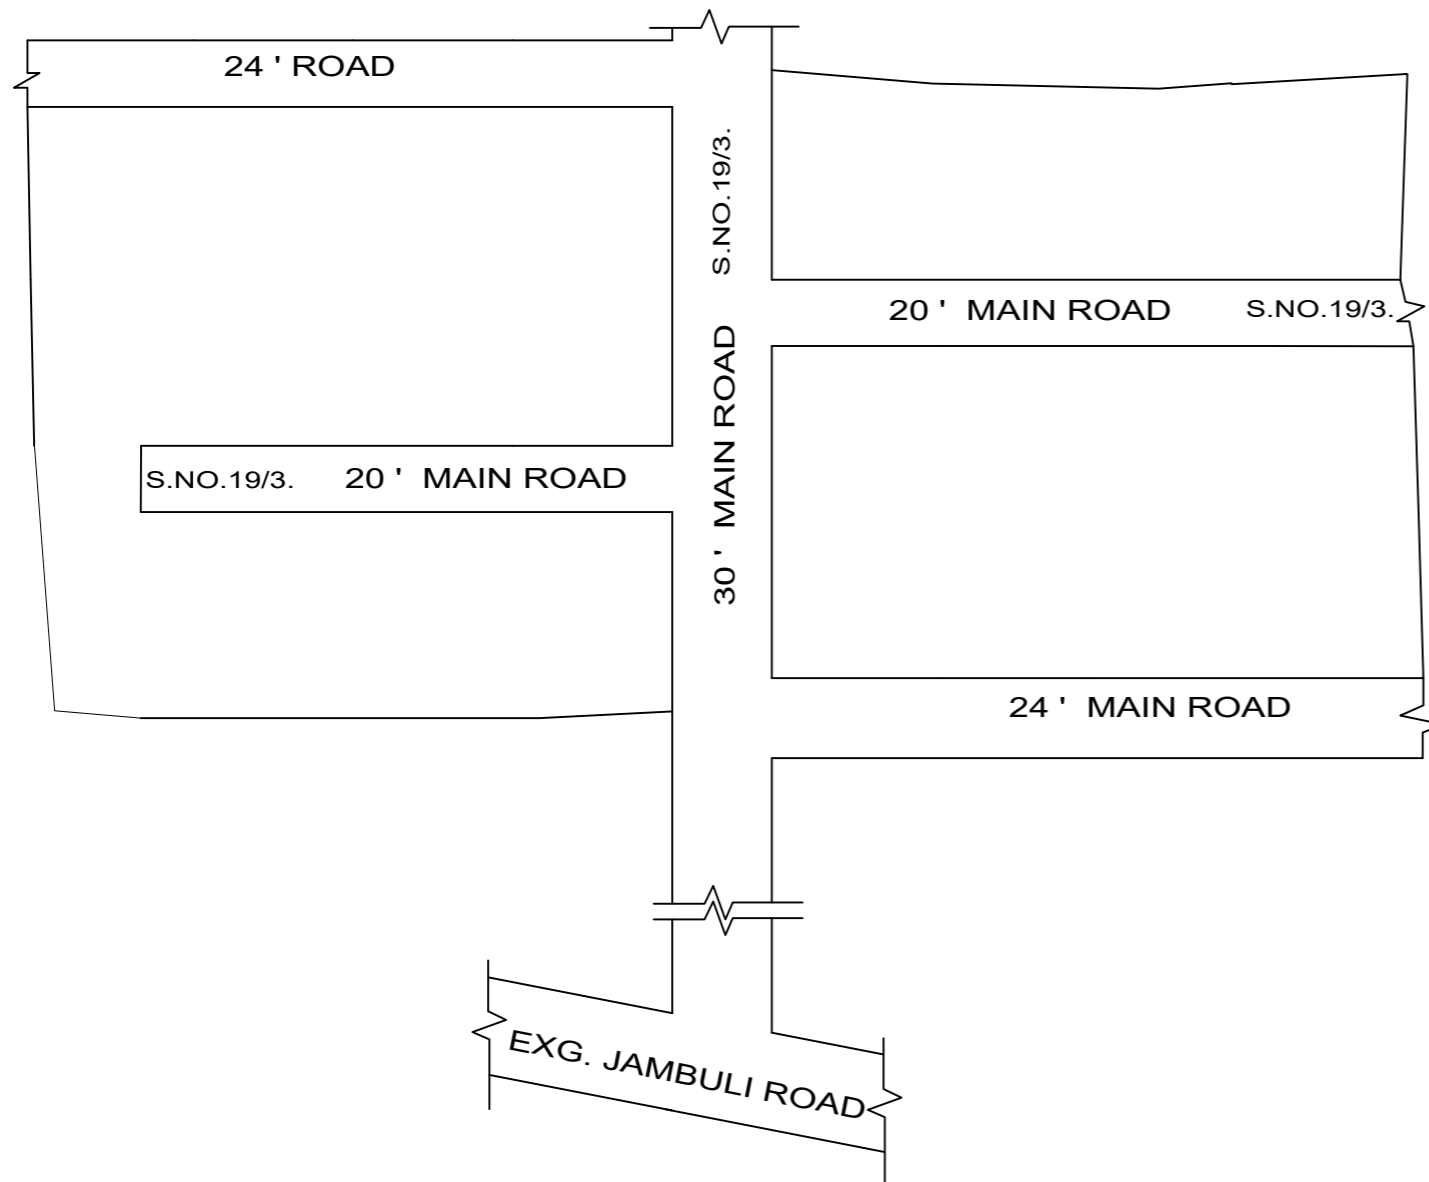 24 ' ROAD
S.NO.19/3.
20 ' MAIN ROAD
S.NO.19/3.
30 ' MAIN ROAD
S.NO.19/3.
20 ' MAIN ROAD
24 ' MAIN ROAD
EXG. JAMBULI ROAD